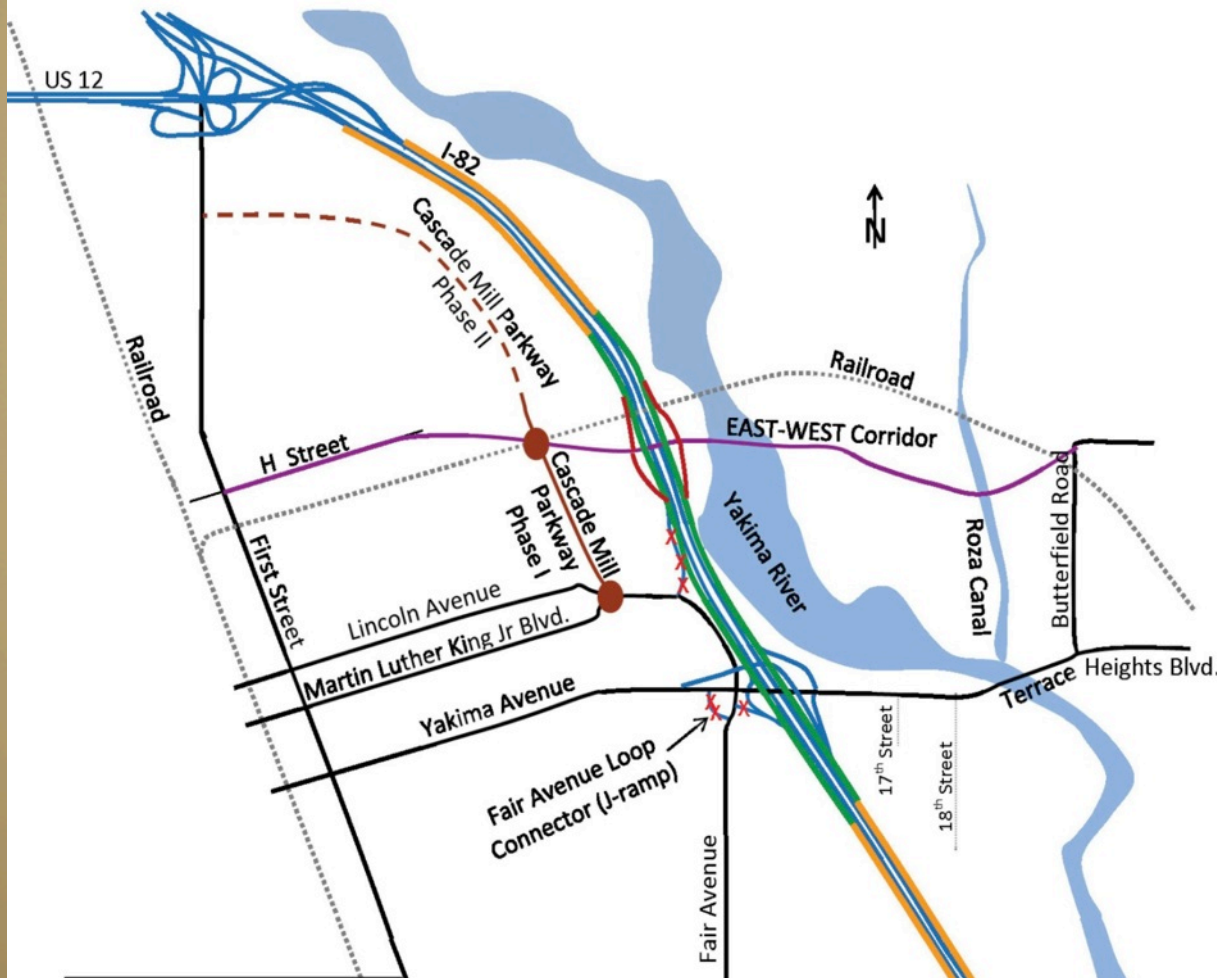 US 12
I-82
Cascade Mill Parkway
Phase II
N
Railroad
Railroad
H Street
EAST-WEST Corridor
Cascade Mill
Parkway
Phase I
First Street
Lincoln Avenue
Martin Luther King Jr Blvd.
Yakima Avenue
Yakima River
Roza Canal
Butterfield Road
Terrace Heights Blvd.
17th Street
18th Street
Fair Avenue Loop
Connector (J-ramp)
Fair Avenue